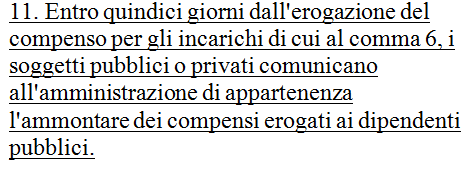 11. Entro quindici giorni dall'erogazione del
compenso per gli incarichi di cui al comma 6, i
soggetti pubblici o privati comunicano
all'amministrazione di appartenenza
l'ammontare dei compensi erogati ai dipendenti
pubblici.